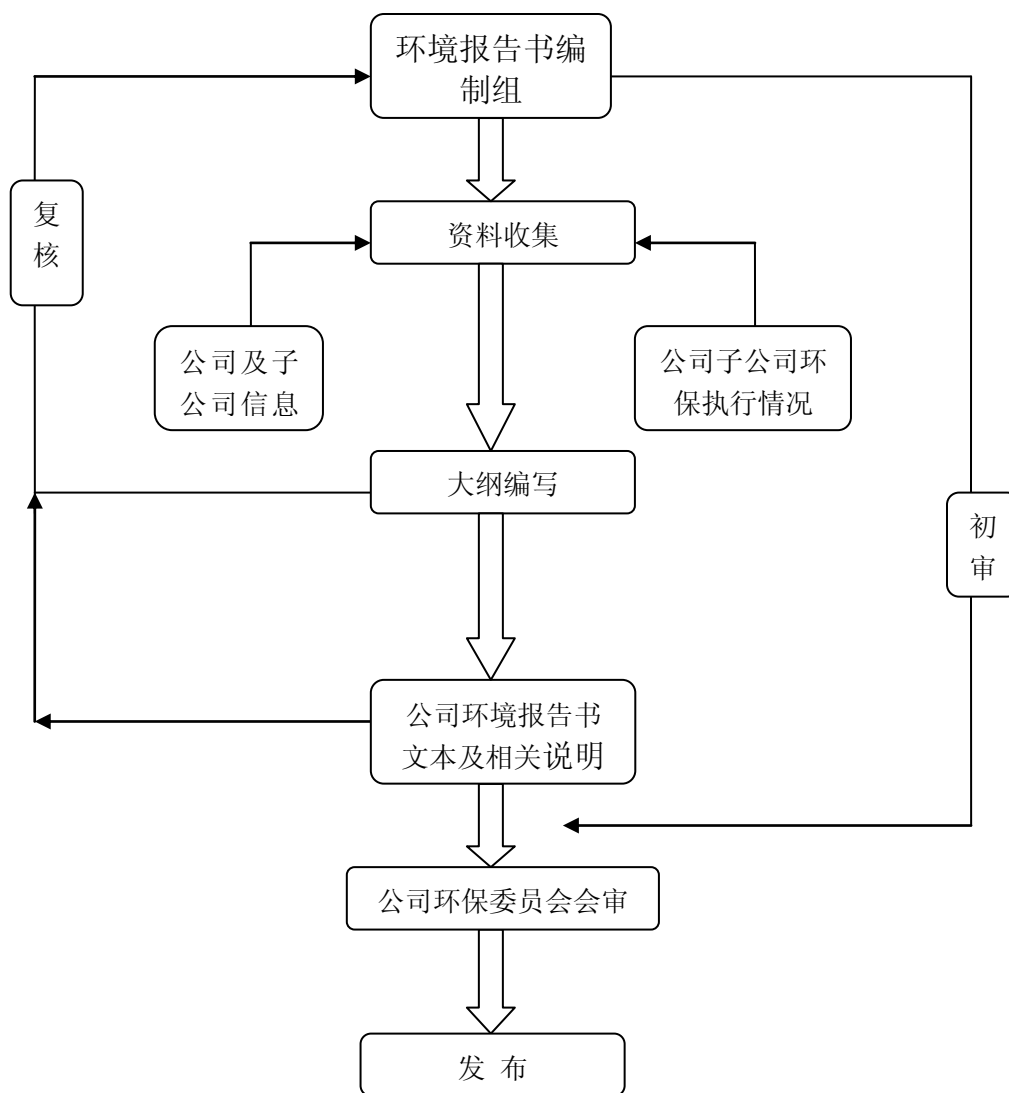 环境报告书编
制组
复
核
资料收集
公司及子
公司信息
公司子公司环
保执行情况
大纲编写
初
审
公司环境报告书
文本及相关说明
公司环保委员会会审
发 布